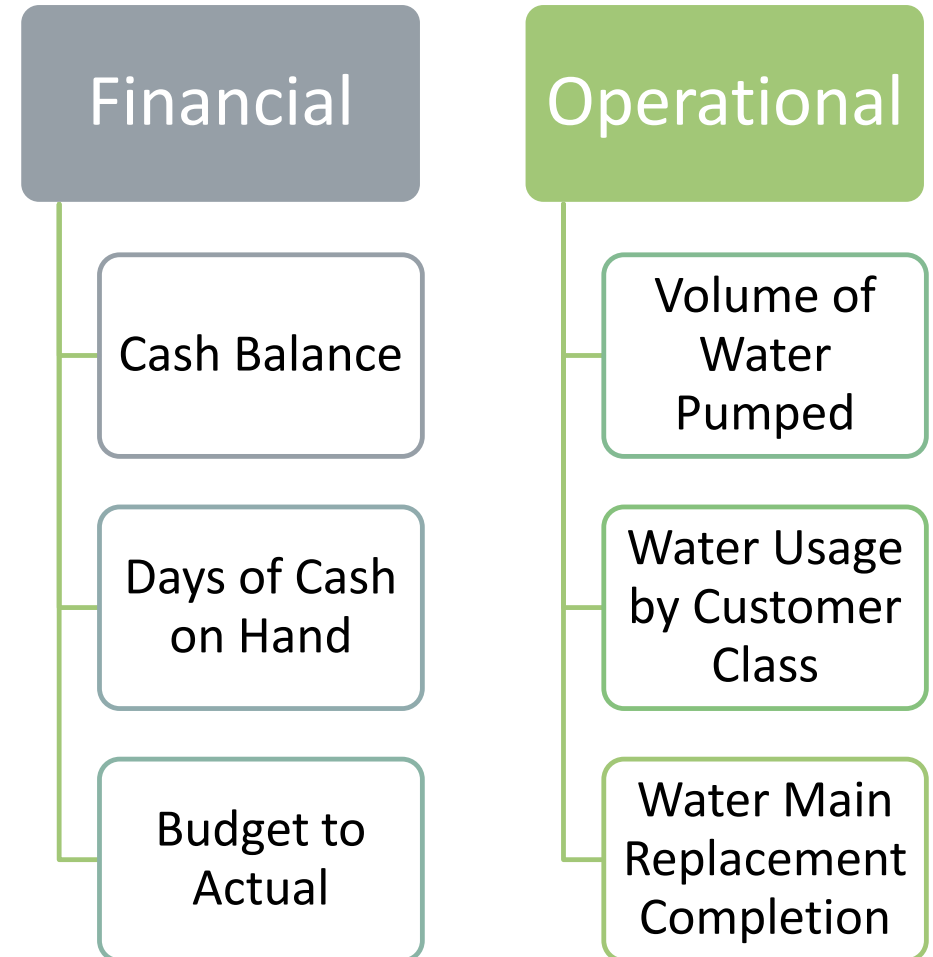 Financial
Cash Balance
Days of Cash
on Hand
Budget to
Actual
Operational
Volume of
Water
Pumped
Water Usage
by Customer
Class
Water Main
Replacement
Completion